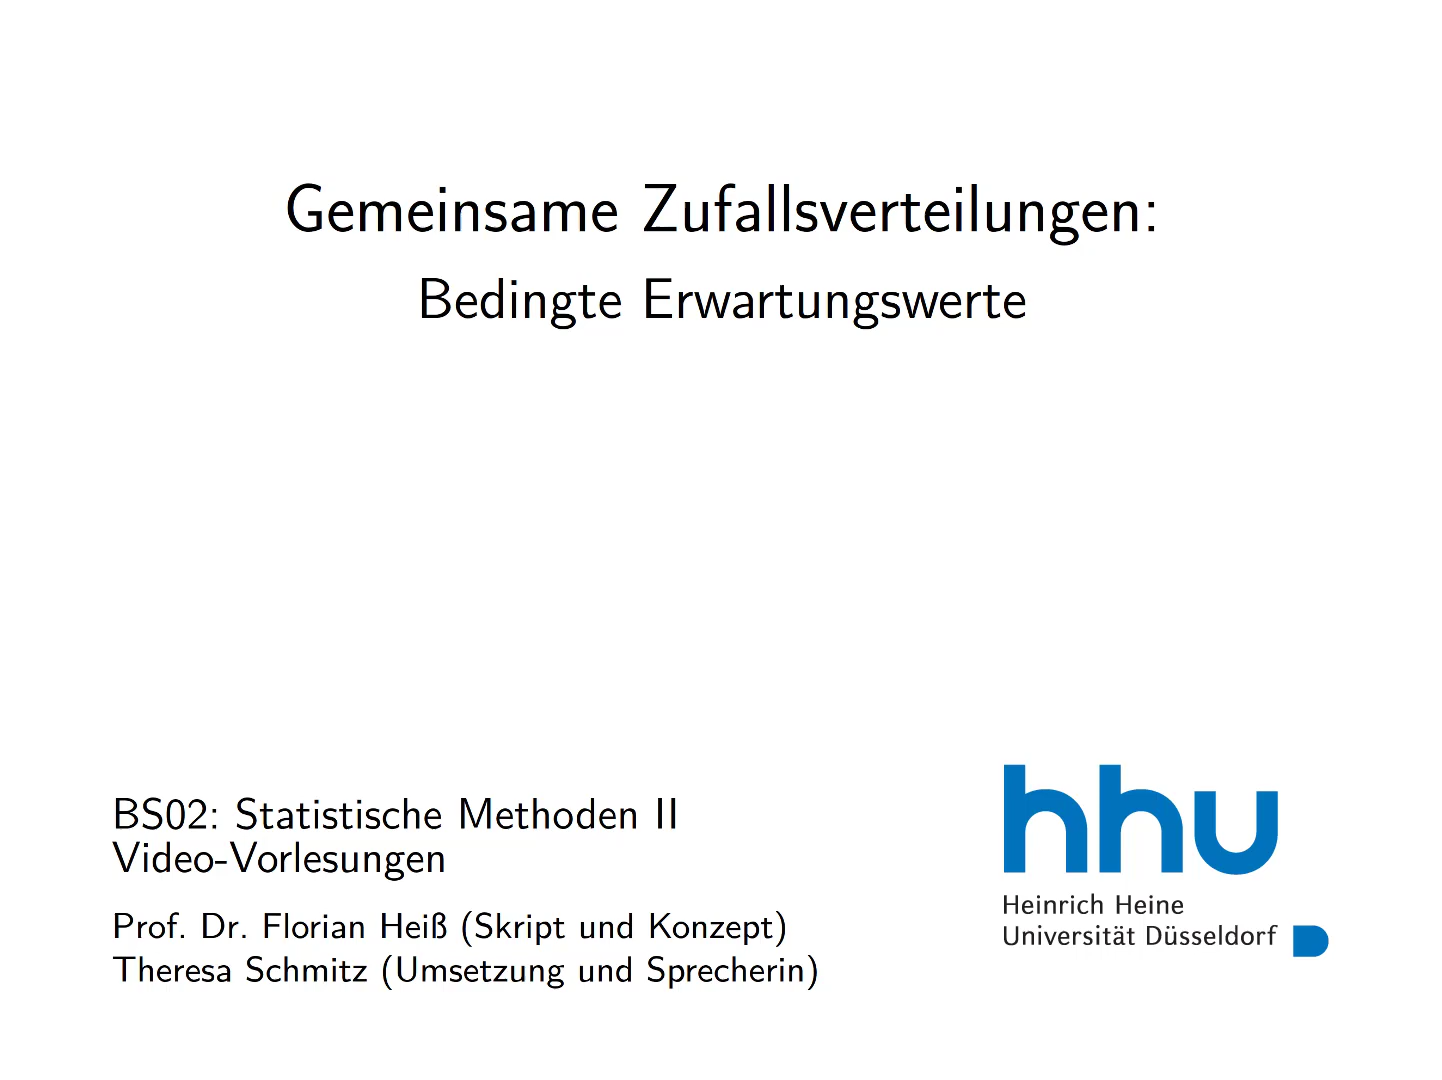 Gemeinsame Zufallsverteilungen:
Bedingte Erwartungswerte
BS02: Statistische Methoden II
Video-Vorlesungen
Prof. Dr. Florian Heiß (Skript und Konzept)
Theresa Schmitz (Umsetzung und Sprecherin)
hhu
Heinrich Heine
Universität Düsseldorf